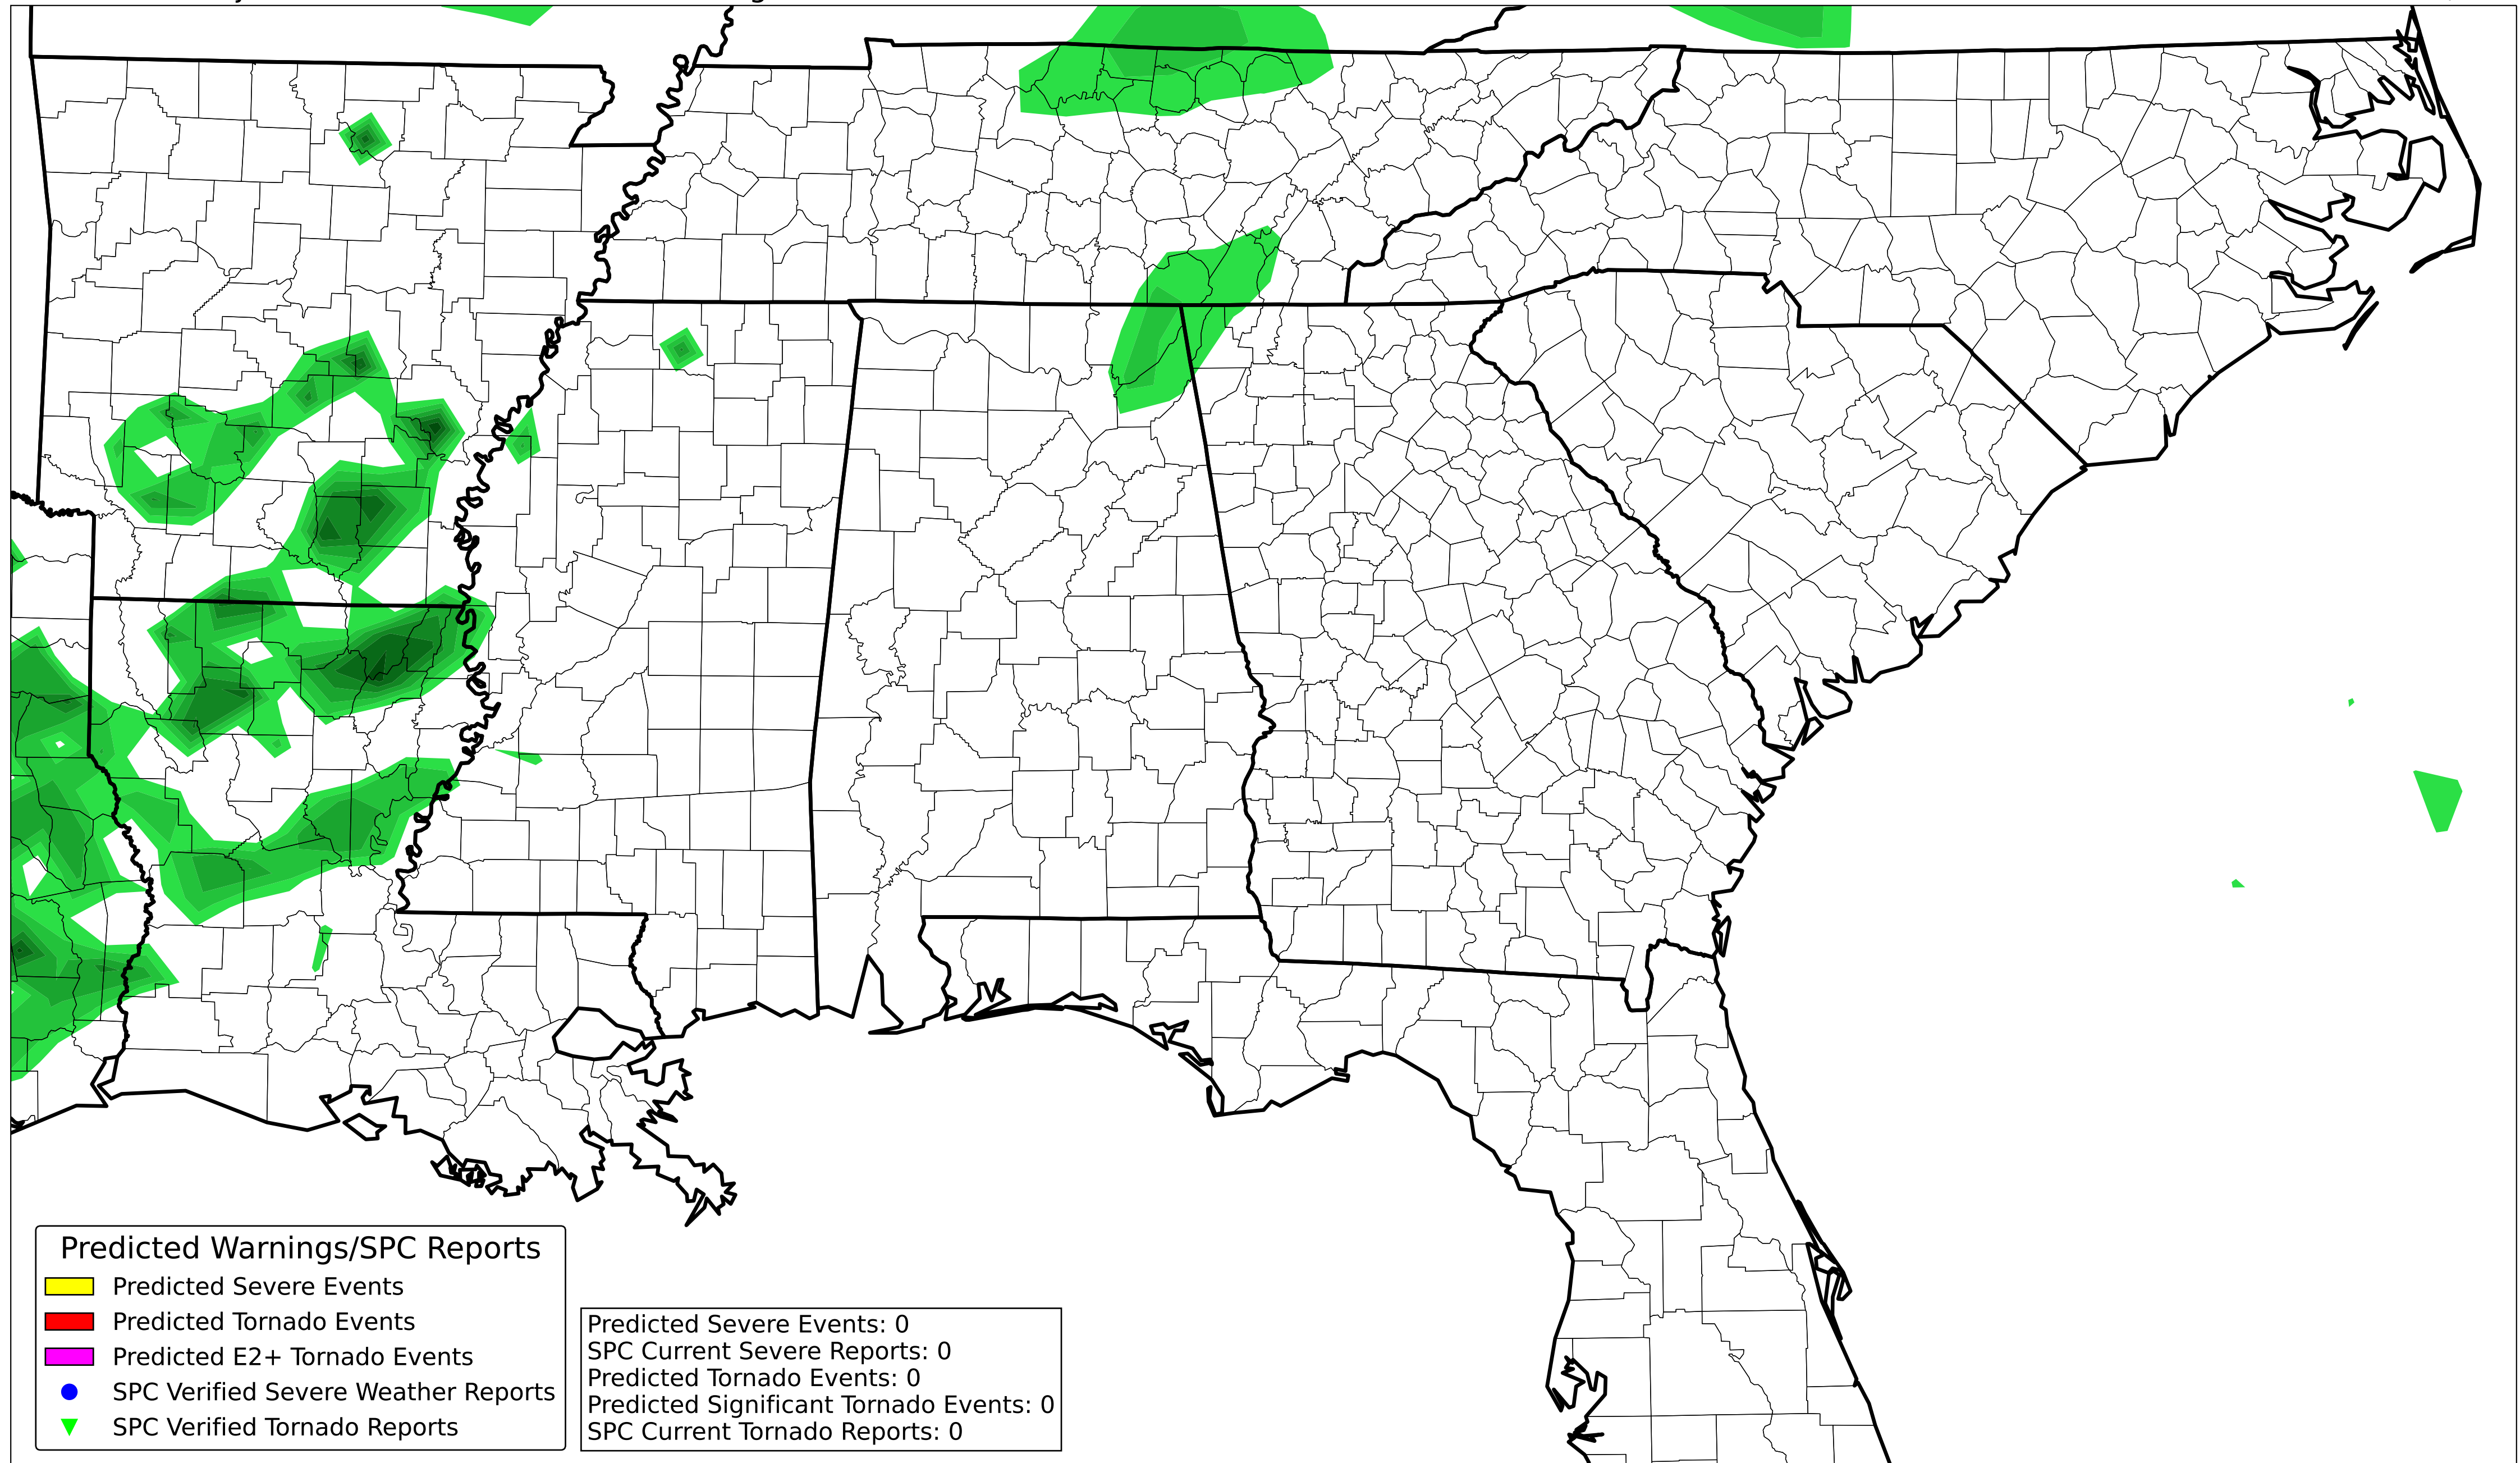 Predicted Warnings/SPC Reports
Predicted Severe Events
Predicted Tornado Events
Predicted E2+ Tornado Events
SPC Verified Severe Weather Reports
SPC Verified Tornado Reports
Predicted Severe Events: 0
SPC Current Severe Reports: 0
Predicted Tornado Events: 0
Predicted Significant Tornado Events: 0
SPC Current Tornado Reports: 0